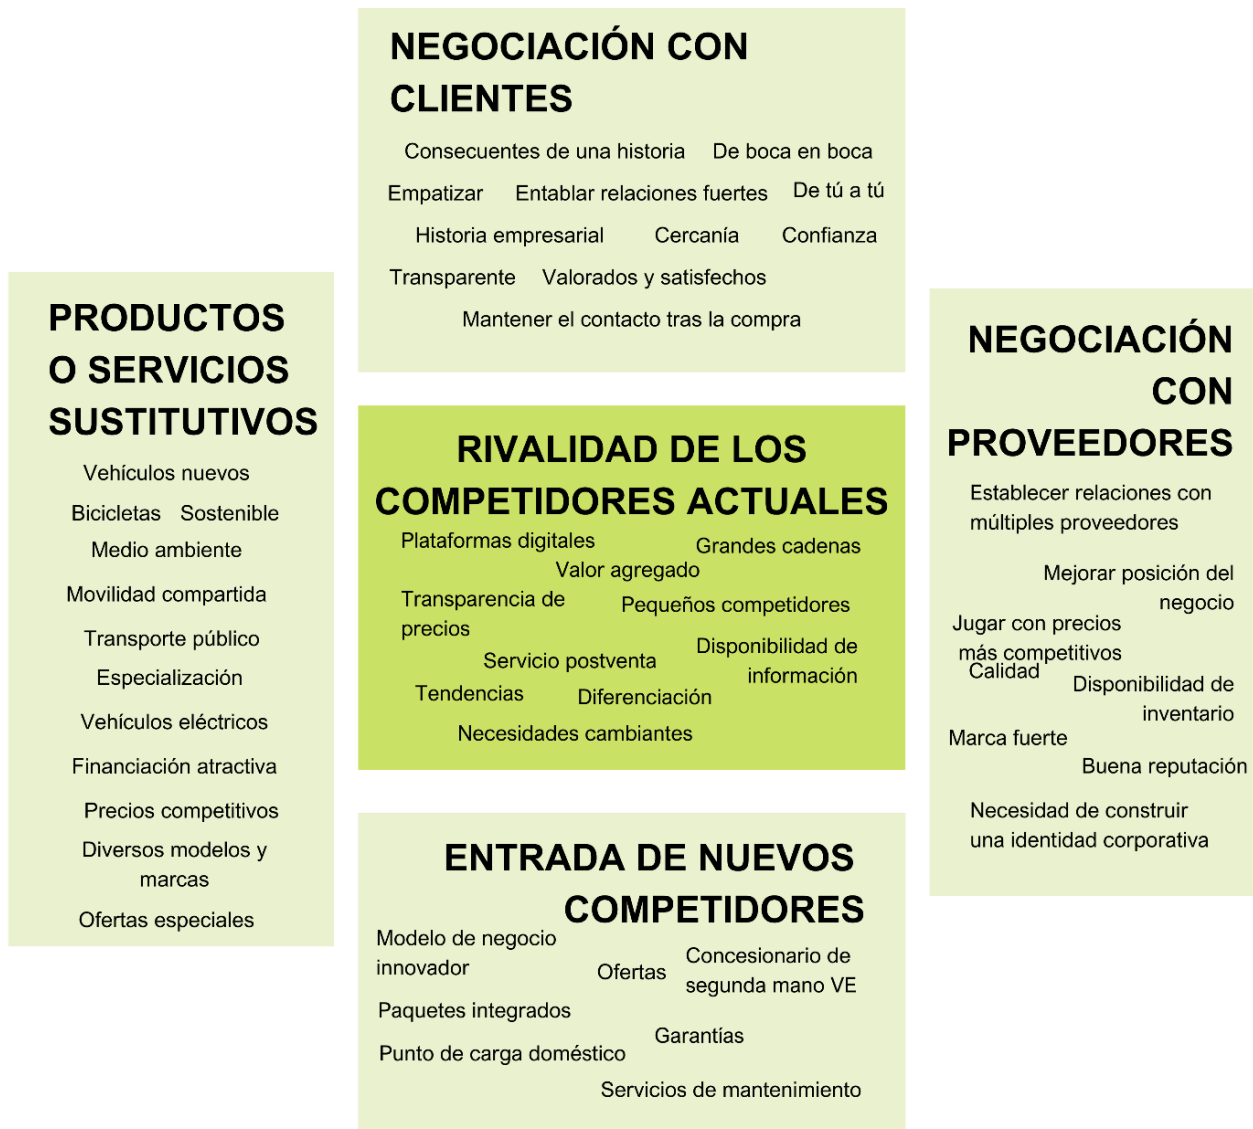 NEGOCIACIÓN CON
CLIENTES
Consecuentes de una historia De boca en boca
Empatizar Entablar relaciones fuertes De tú a tú
Historia empresarial Cercanía Confianza
Transparente Valorados y satisfechos
Mantener el contacto tras la compra
PRODUCTOS
O SERVICIOS
SUSTITUTIVOS
Vehículos nuevos
Bicicletas Sostenible
Medio ambiente
Movilidad compartida
Transporte público
Especialización
Vehículos eléctricos
Financiación atractiva
Precios competitivos
Diversos modelos y
marcas
Ofertas especiales
RIVALIDAD DE LOS
COMPETIDORES ACTUALES
Plataformas digitales
Grandes cadenas
Valor agregado
Transparencia de
precios
Pequeños competidores
Servicio postventa
Disponibilidad de
información
Tendencias
Diferenciación
Necesidades cambiantes
NEGOCIACIÓN
CON
PROVEEDORES
Establecer relaciones con
múltiples proveedores
Mejorar posición del
negocio
Jugar con precios
más competitivos
Calidad
Disponibilidad de
inventario
Marca fuerte
Buena reputación
Necesidad de construir
una identidad corporativa
ENTRADA DE NUEVOS
COMPETIDORES
Modelo de negocio
innovador
Ofertas
Concesionario de
segunda mano VE
Paquetes integrados
Garantías
Punto de carga doméstico
Servicios de mantenimiento